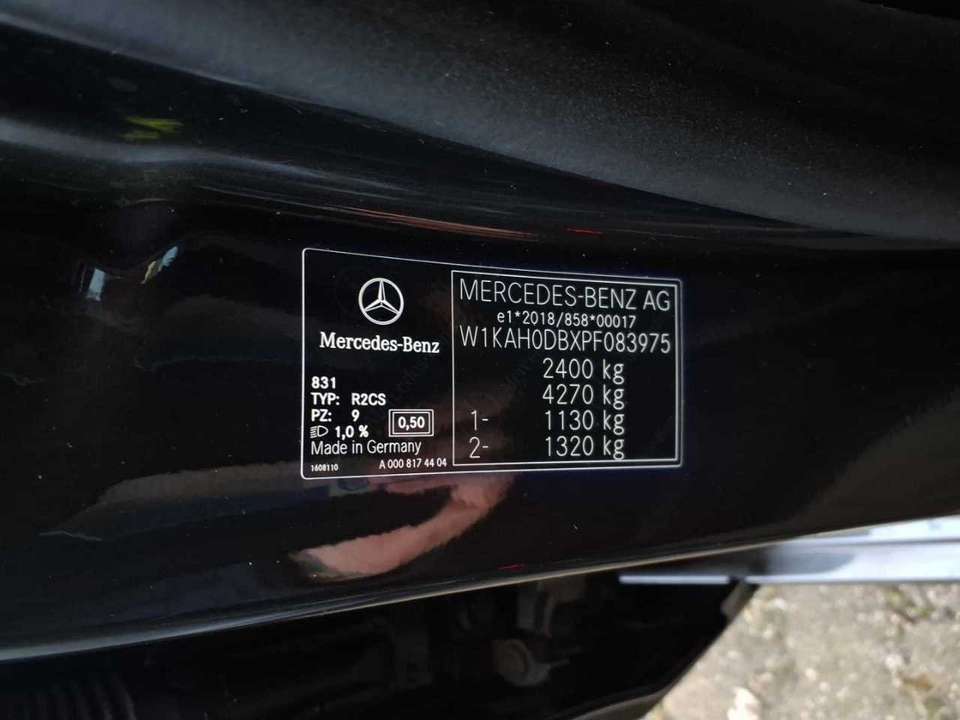 Mercedes-Benz
831
TYP: R2CS
PZ: 9
1,0 %
0,50
Made in Germany
1608110
A 000 817 44 04
MERCEDES-BENZ AG
e1*2018/858*00017
W1KAH0DBXPF083975
2400 kg
4270 kg
1- 1130 kg
2- 1320 kg